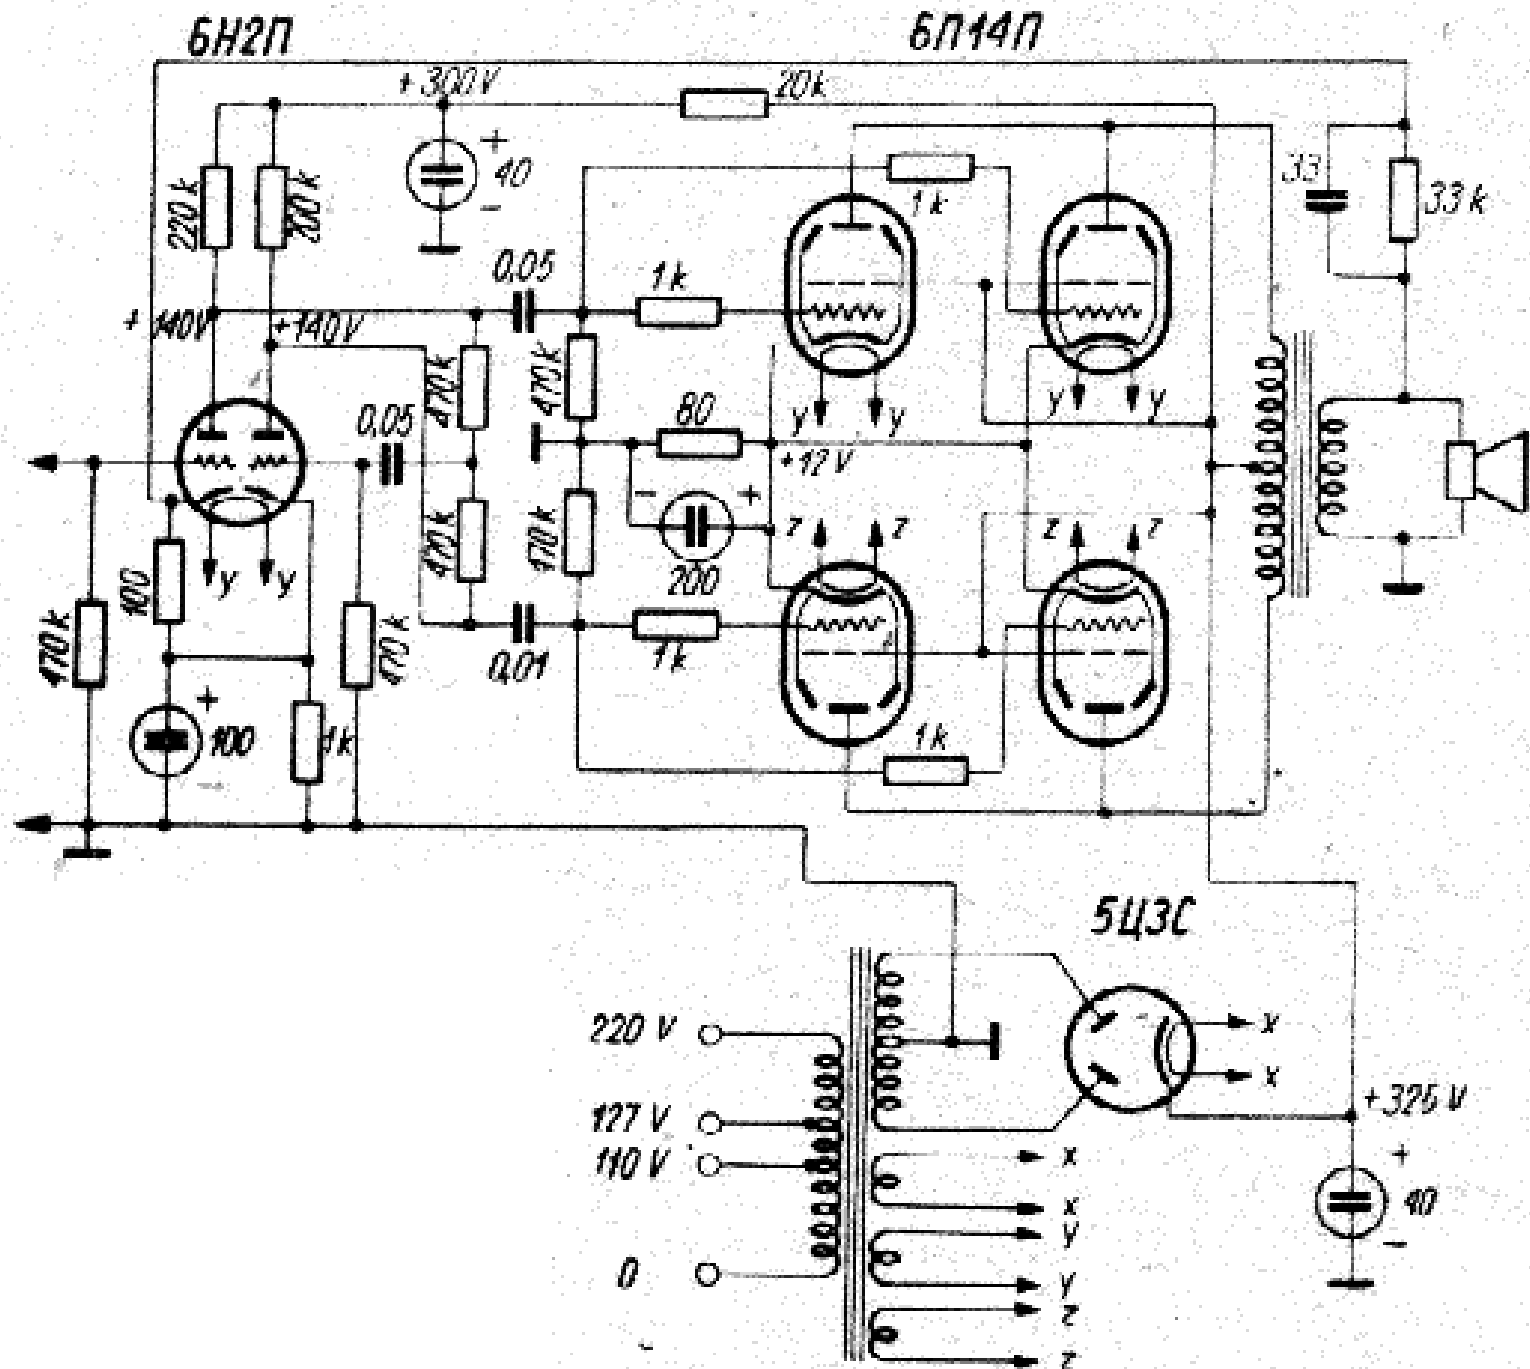 6Н2П
6П14П
+300V
20k
+
40
-
220k
200k
1k
33
33k
0,05
1k
+140V
+140V
470k
470k
80
+12V
y y
y y
0,05
- +
200
z z
z z
470k
170k
100
y y
470k
470k
0,01
1k
+
100
1k
1k
5Ц3С
220 V
x
x
127 V
+325 V
110 V
x
+
x
40
y
-
0
y
z
z